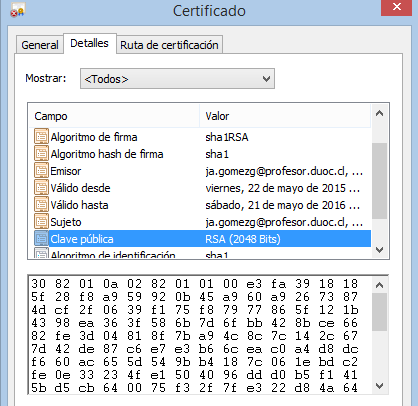 Certificado
General Detalles Ruta de certificación
Mostrar: <Todos>
Campo Valor
Algoritmo de firma sha1RSA
Algoritmo hash de firma sha1
Emisor ja.gomezg@profesor.duoc.cl, ...
Válido desde viernes, 22 de mayo de 2015 ...
Válido hasta sábado, 21 de mayo de 2016 ...
Sujeto ja.gomezg@profesor.duoc.cl, ...
Clave pública RSA (2048 Bits)
Algoritmo de identificación sha1
30 82 01 0a 02 82 01 01 00 e3 fa 39 18 18
5f 28 f8 a9 59 92 0b 45 a9 60 a9 26 73 87
4d cf 2f 06 39 f1 75 f8 79 77 86 5f 12 1b
43 98 ea 36 3f 58 6b 7d 6f bb 42 8b ce 66
82 fe 3d 04 81 8f 7b a9 4c 8c 7c 14 2c 67
7d 42 de 87 c6 e7 e3 b6 6c ea c0 a4 d8 dc
f6 60 ac 65 5d 54 9b b4 18 7c 06 1e bd c2
fe 0e 33 23 4f e1 50 40 96 dd d0 b5 f1 41
5b d5 cb 64 00 75 f3 2f 7f e3 22 d8 4a 64